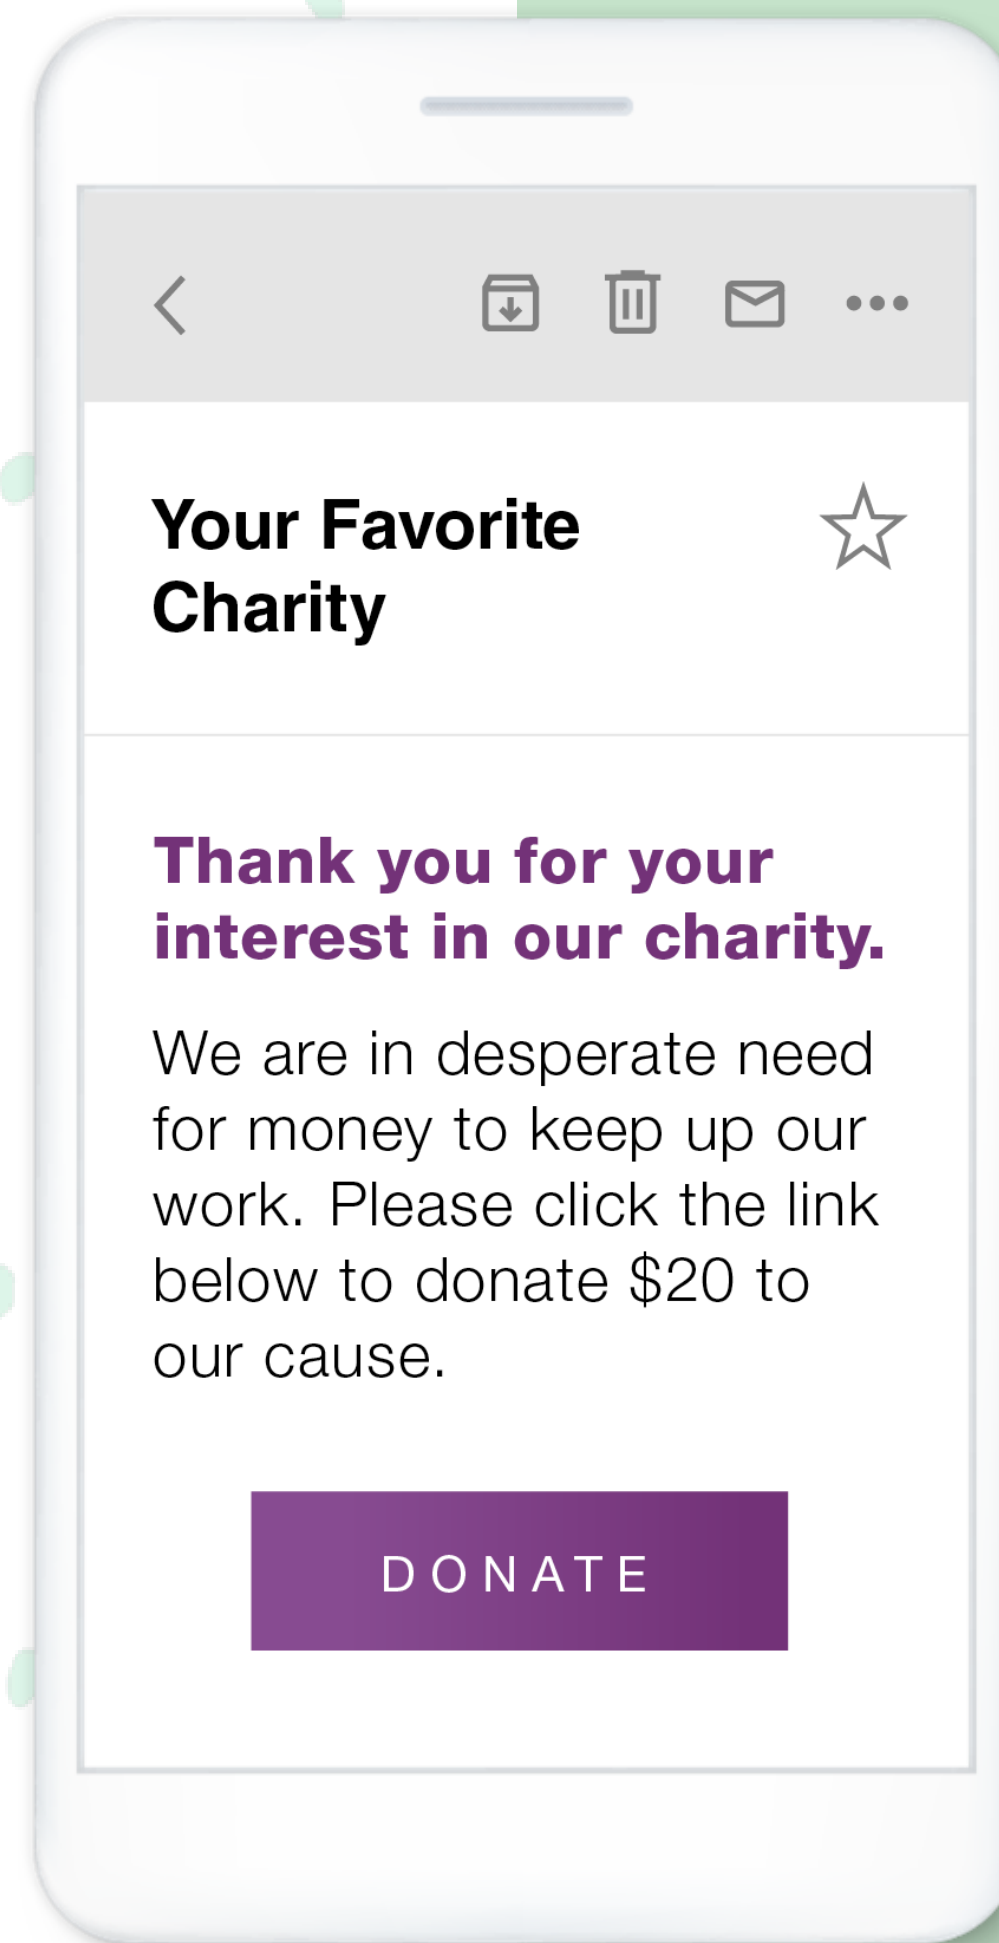 Your Favorite
Charity
Thank you for your
interest in our charity.
We are in desperate need
for money to keep up our
work. Please click the link
below to donate $20 to
our cause.
DONATE